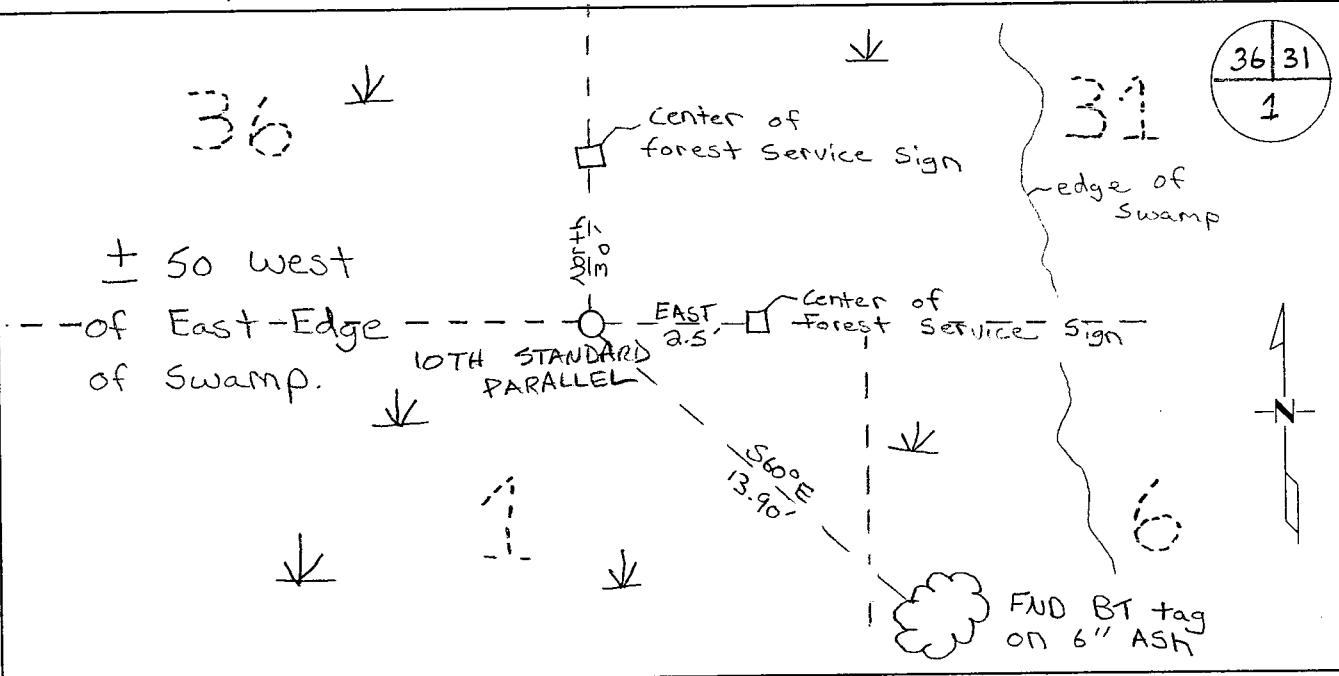 36
31
36 31
1
Center of
forest Service Sign
edge of
Swamp
± 50 west
of East-Edge
of Swamp.
EAST
2.5'
Center of
Forest Service Sign
10TH STANDARD
PARALLEL
N
S60°E
13.90'
1
6
FND BT tag
on 6" ASH